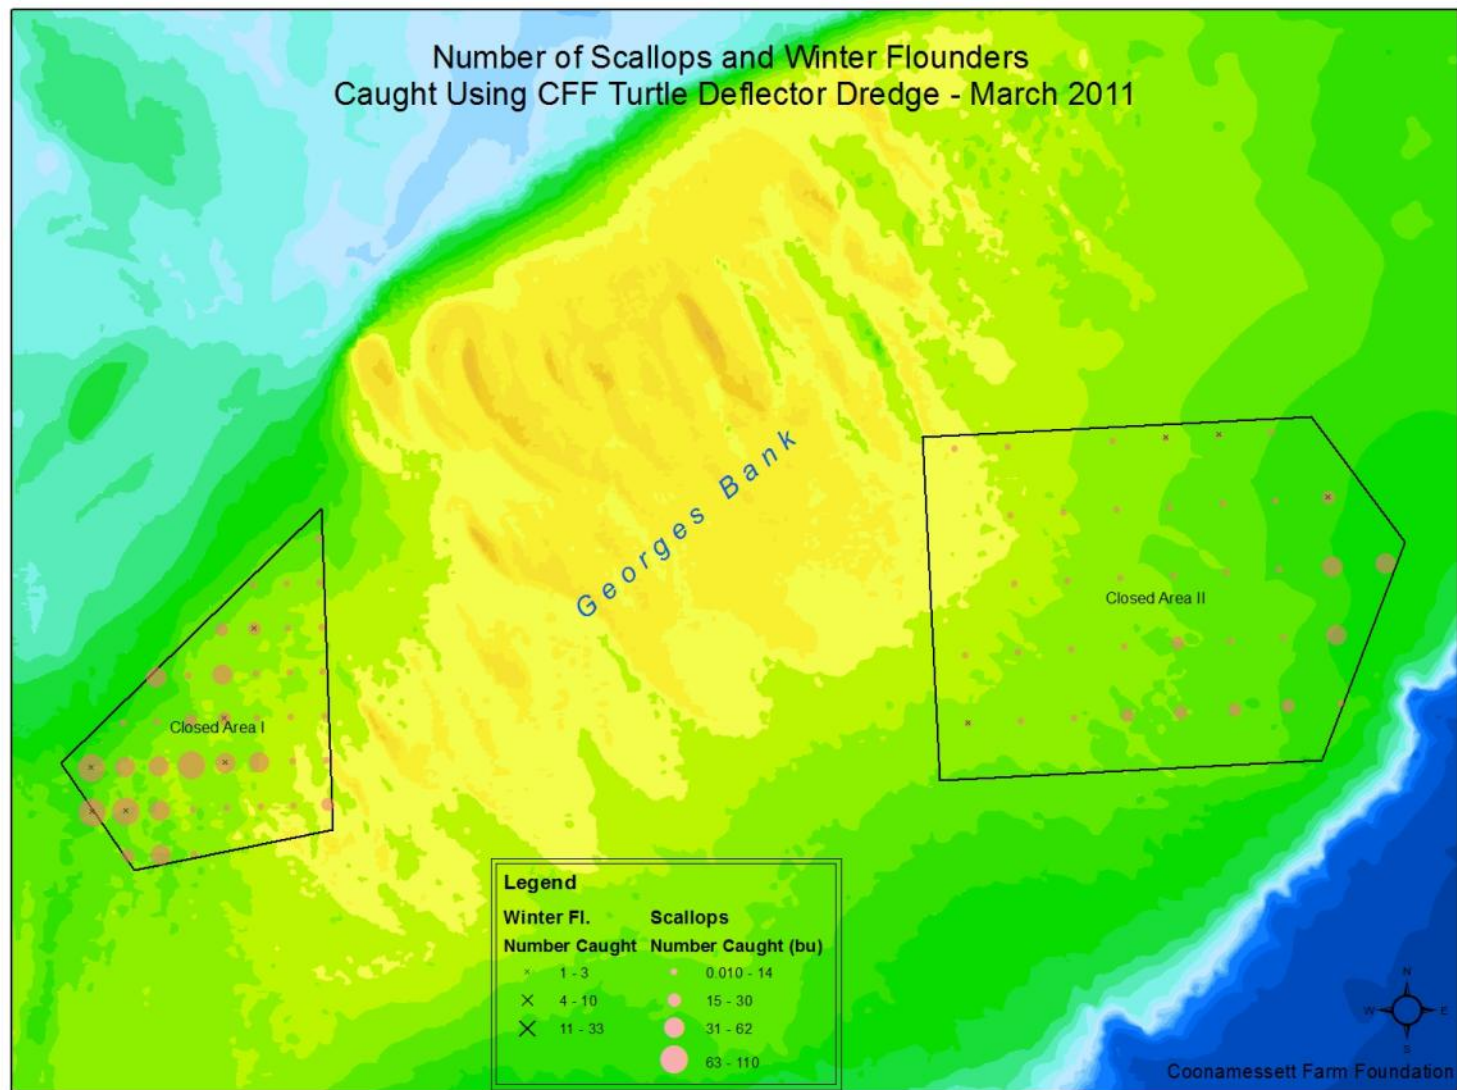 Number of Scallops and Winter Flounders
Caught Using CFF Turtle Deflector Dredge - March 2011
Georges Bank
Closed Area II
Closed Area I
Legend
Winter Fl. Scallops
Number Caught Number Caught (bu)
1 - 3 0.010 - 14
4 - 10 15 - 30
11 - 33 31 - 62
63 - 110
N
W E
S
Coonamessett Farm Foundation